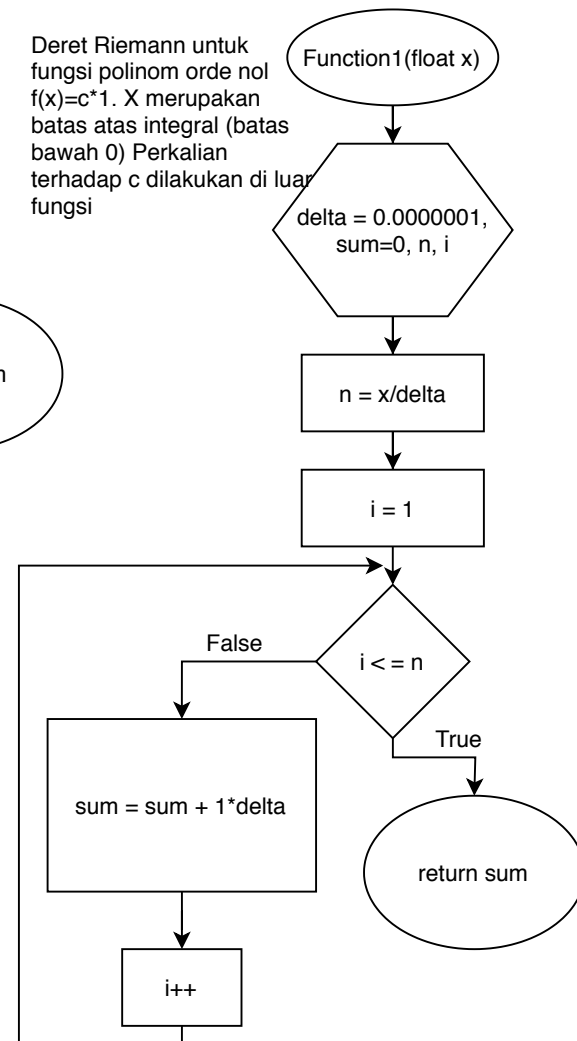 Deret Riemann untuk
fungsi polinom orde nol
f(x)=c*1. X merupakan
batas atas integral (batas
bawah 0) Perkalian
terhadap c dilakukan di luar
fungsi
Function1(float x)
delta = 0.0000001,
sum=0, n, i
n = x/delta
i = 1
i < = n
False
True
sum = sum + 1*delta
return sum
i++